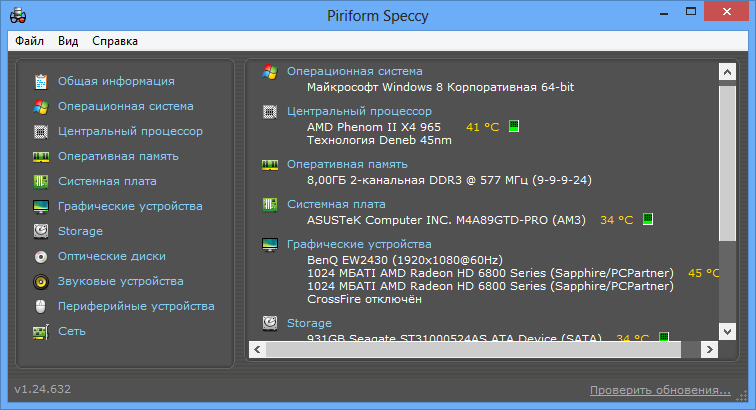 Piriform Speccy
Файл Вид Справка
Общая информация
Операционная система
Центральный процессор
Оперативная память
Системная плата
Графические устройства
Storage
Оптические диски
Звуковые устройства
Периферийные устройства
Сеть
Операционная система
Майкрософт Windows 8 Корпоративная 64-bit
Центральный процессор
AMD Phenom II X4 965 41 °C
Технология Deneb 45nm
Оперативная память
8,00ГБ 2-канальная DDR3 @ 577 МГц (9-9-9-24)
Системная плата
ASUSTeK Computer INC. M4A89GTD-PRO (AM3) 34 °C
Графические устройства
BenQ EW2430 (1920x1080@60Hz)
1024 МБATI AMD Radeon HD 6800 Series (Sapphire/PCPartner) 45 °C
1024 МБATI AMD Radeon HD 6800 Series (Sapphire/PCPartner)
CrossFire отключён
Storage
931GB Seagate ST31000524AS ATA Device (SATA) 34 °C
v1.24.632
Проверить обновения...